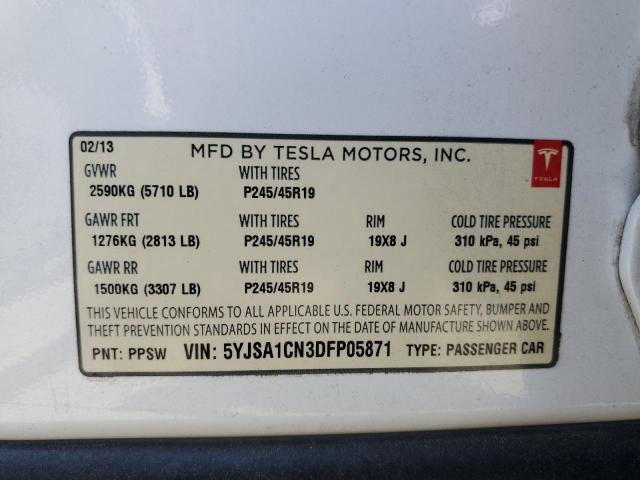 02/13 MFD BY TESLA MOTORS, INC.
GVWR WITH TIRES
2590KG (5710 LB) P245/45R19
TESLA
GAWR FRT WITH TIRES RIM COLD TIRE PRESSURE
1276KG (2813 LB) P245/45R19 19X8 J 310 kPa, 45 psi
GAWR RR WITH TIRES RIM COLD TIRE PRESSURE
1500KG (3307 LB) P245/45R19 19X8 J 310 kPa, 45 psi
THIS VEHICLE CONFORMS TO ALL APPLICABLE U.S. FEDERAL MOTOR SAFETY, BUMPER AND
THEFT PREVENTION STANDARDS IN EFFECT ON THE DATE OF MANUFACTURE SHOWN ABOVE.
PNT: PPSW VIN: 5YJSA1CN3DFP05871 TYPE: PASSENGER CAR